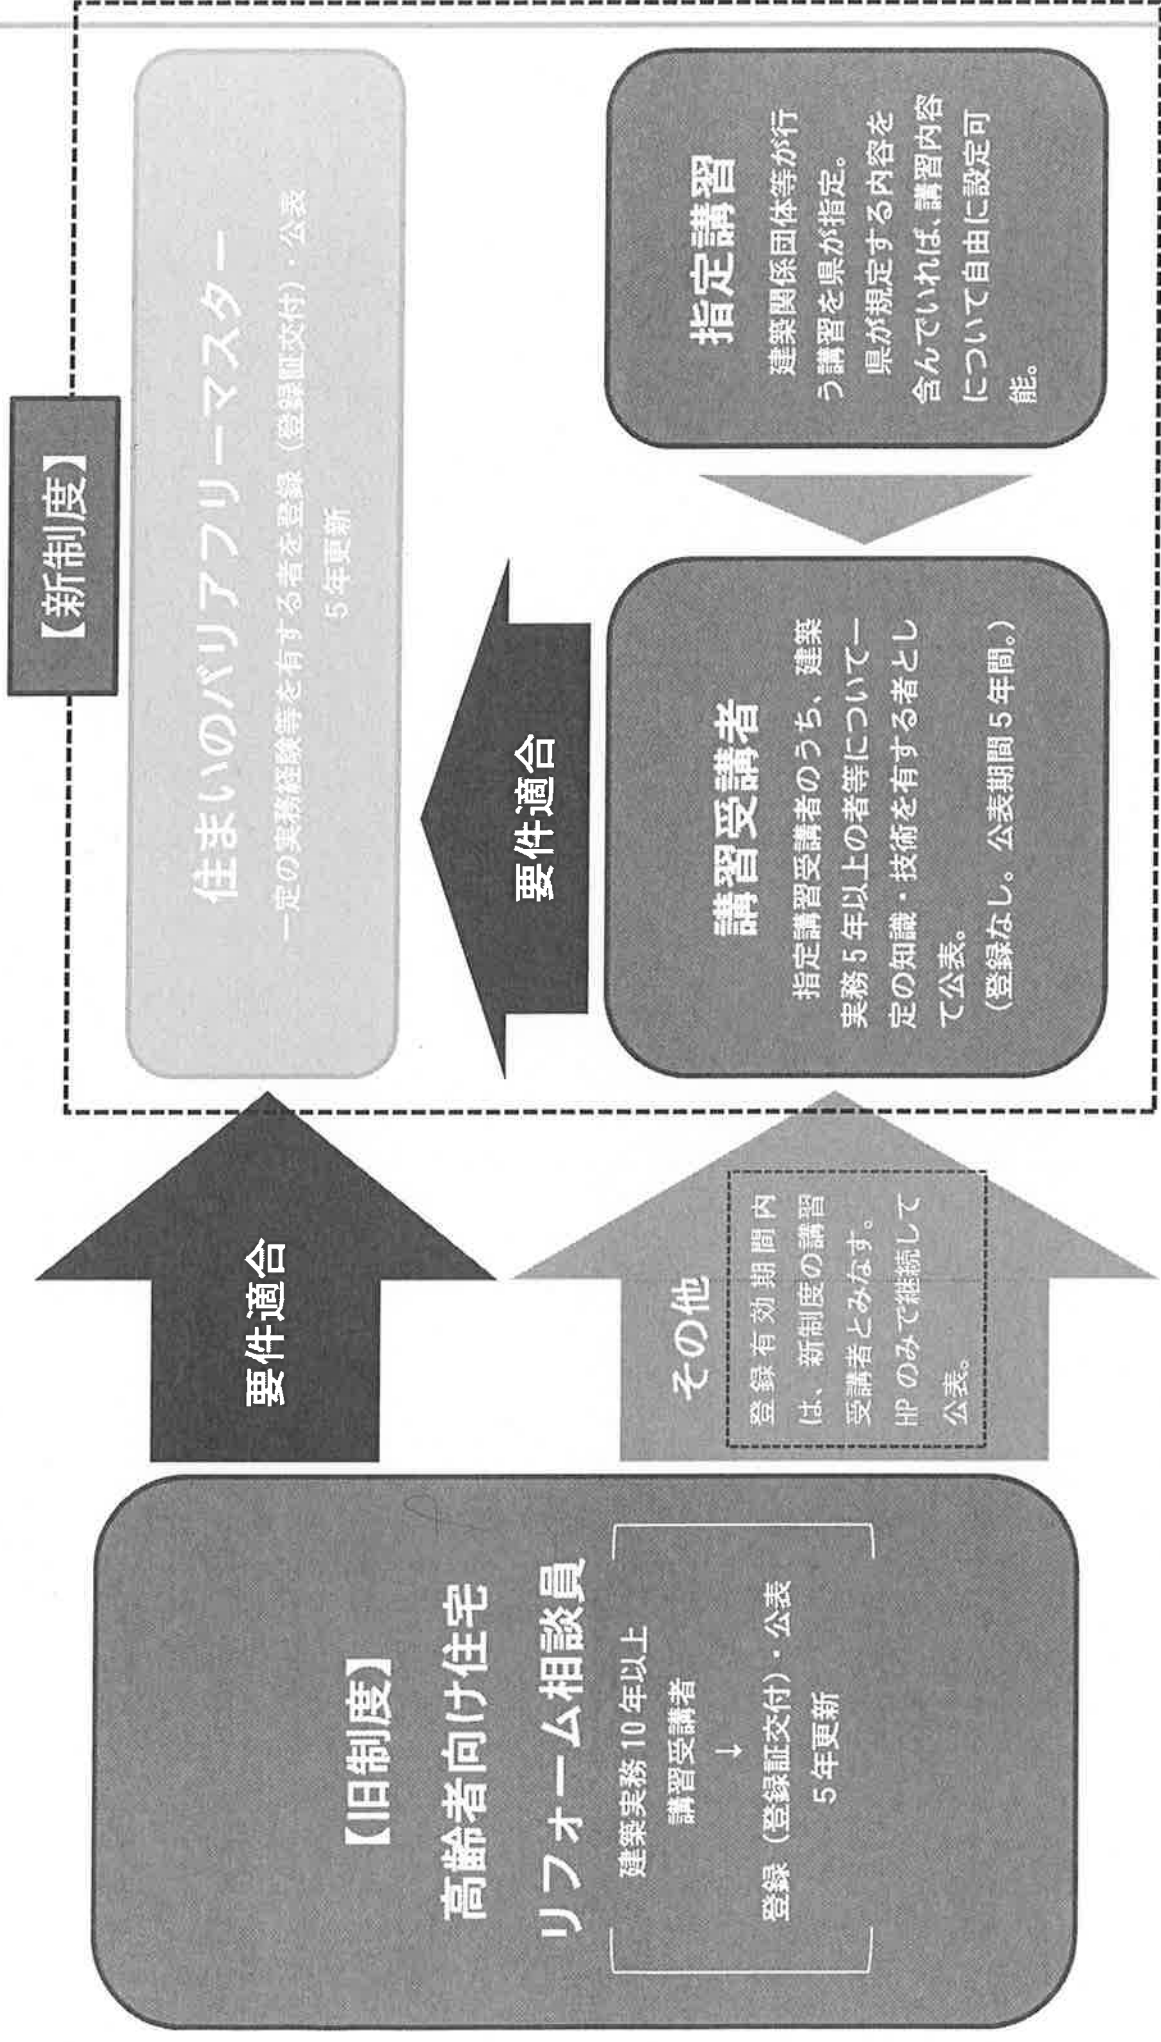 【旧制度】
高齢者向け住宅
リフォーム相談員
建築実務 10 年以上
講習受講者
↓
登録（登録証交付）・公表
5 年更新
要件適合
その他
登録有効期間内
は、新制度の講習
受講者とみなす。
HP のみで継続して
公表。
【新制度】
住まいのバリアフリーマスター
一定の実務経験等を有する者を登録（登録証交付）・公表
5 年更新
要件適合
講習受講者
指定講習受講者のうち、建築
実務 5 年以上の者等について一
定の知識・技術を有する者とし
て公表。
（登録なし。公表期間 5 年間。）
指定講習
建築関係団体等が行
う講習を県が指定。
県が規定する内容を
含んでいれば、講習内容
について自由に設定可
能。